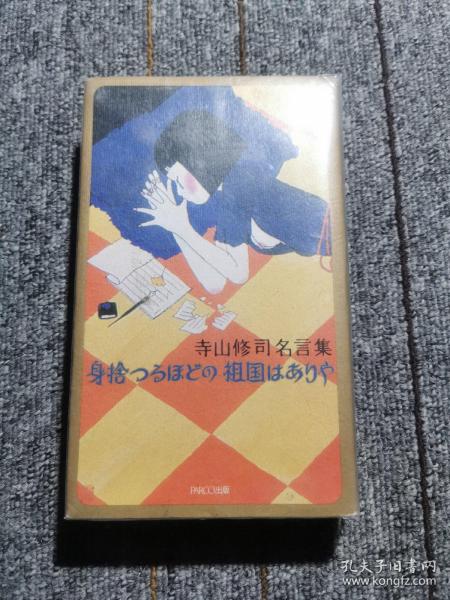 寺山修司名言集
身捨つるほどの 祖国はありや
PARCO出版
孔夫子旧书网
www.kongfz.com